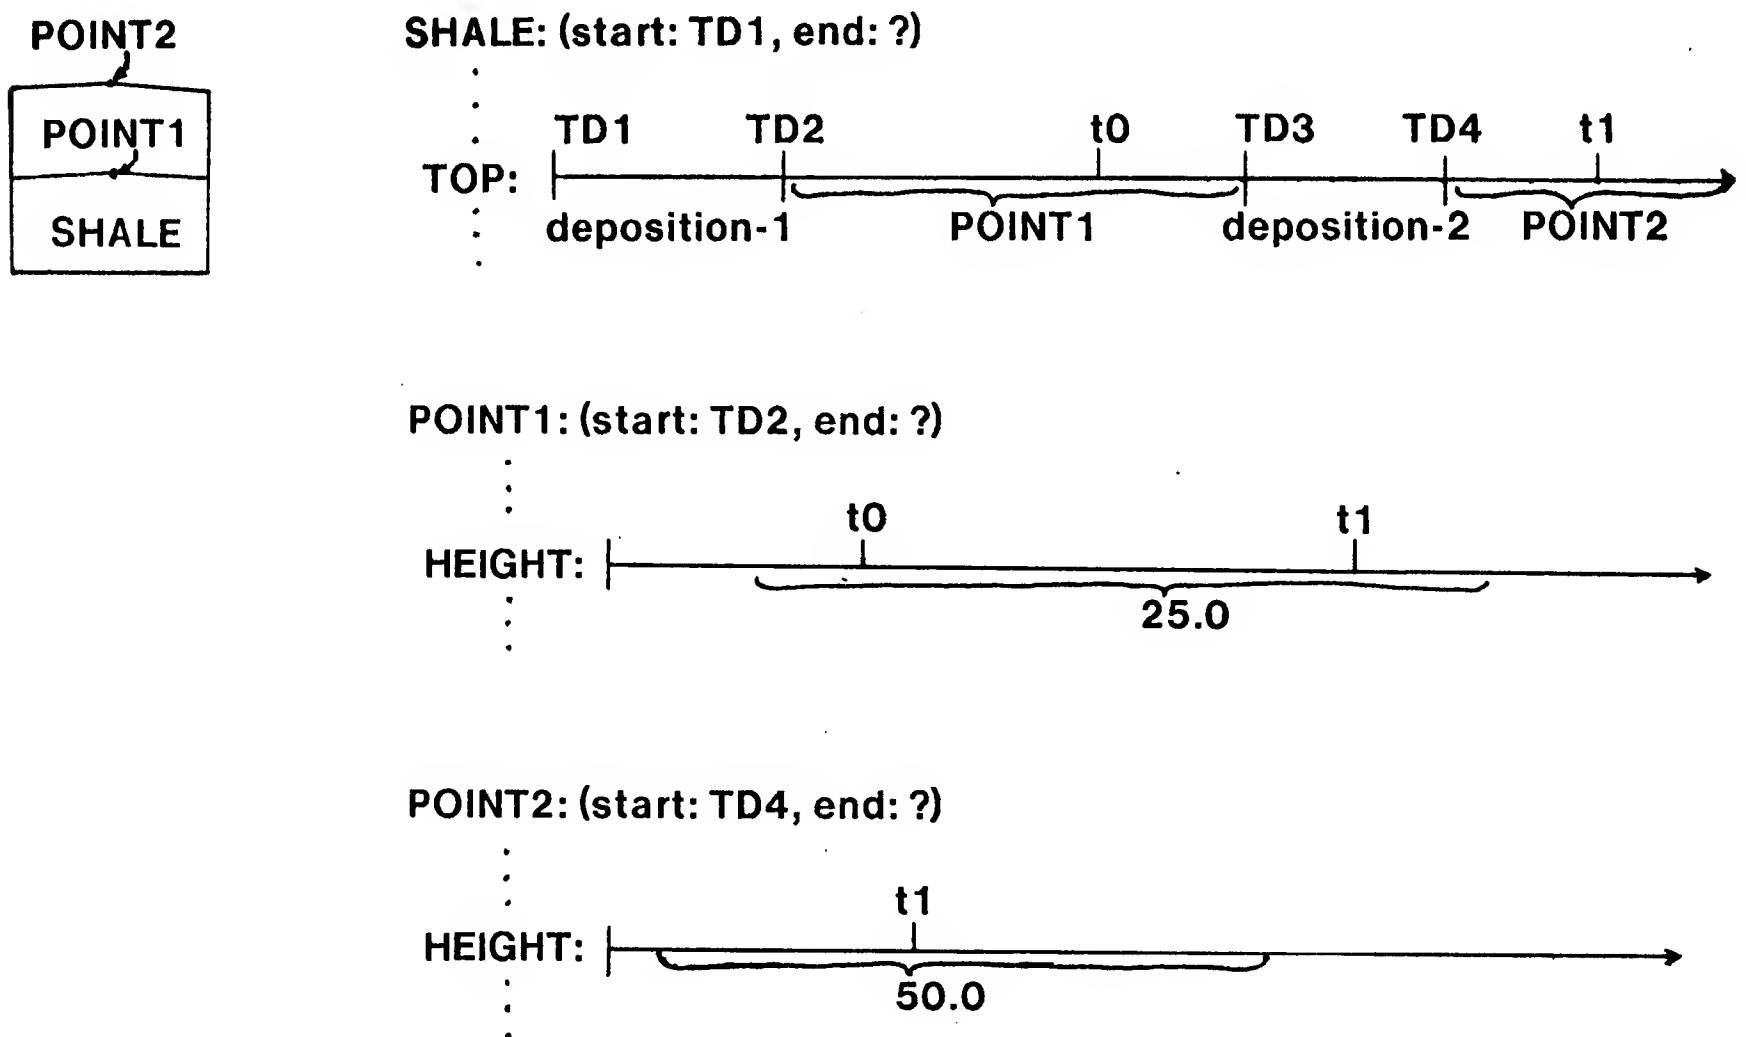 POINT2
POINT1
SHALE
SHALE: (start: TD1, end: ?)
TD1 TD2 t0 TD3 TD4 t1
TOP:
deposition-1 POINT1 deposition-2 POINT2
POINT1: (start: TD2, end: ?)
t0 t1
HEIGHT:
25.0
POINT2: (start: TD4, end: ?)
t1
HEIGHT:
50.0